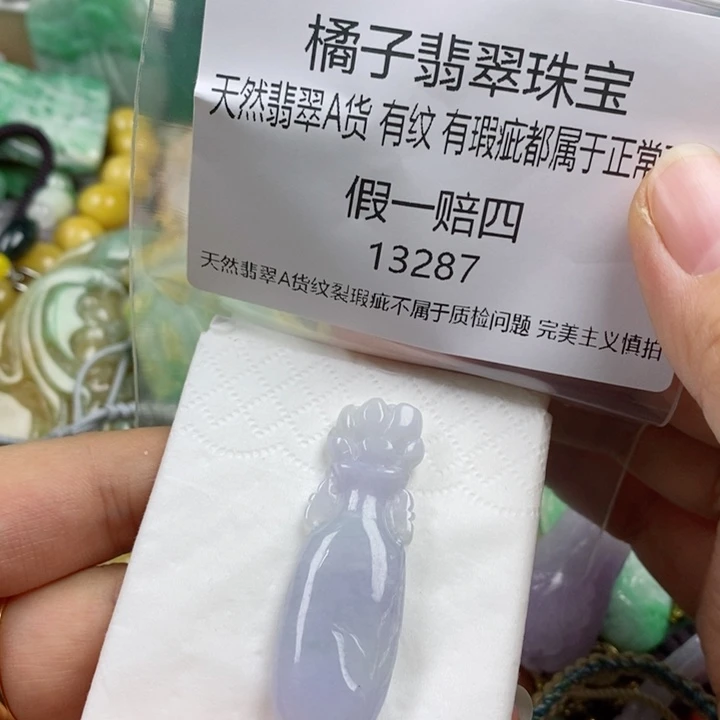 橘子翡翠珠宝
天然翡翠A货 有纹 有瑕疵都属于正常
假一赔四
13287
天然翡翠A货纹裂瑕疵不属于质检问题 完美主义慎拍